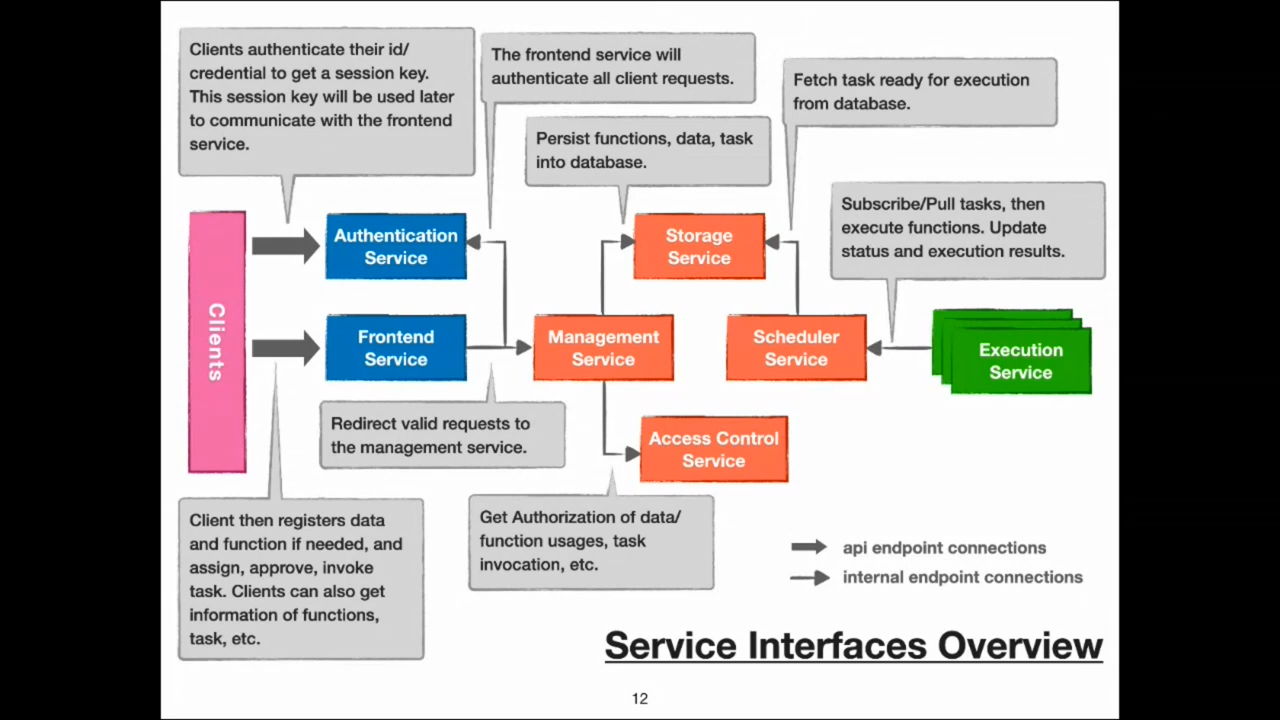 Clients authenticate their id/
credential to get a session key.
This session key will be used later
to communicate with the frontend
service.
The frontend service will
authenticate all client requests.
Fetch task ready for execution
from database.
Persist functions, data, task
into database.
Subscribe/Pull tasks, then
execute functions. Update
status and execution results.
Clients
Authentication
Service
Storage
Service
Frontend
Service
Management
Service
Scheduler
Service
Execution
Service
Redirect valid requests to
the management service.
Access Control
Service
Client then registers data
and function if needed, and
assign, approve, invoke
task. Clients can also get
information of functions,
task, etc.
Get Authorization of data/
function usages, task
invocation, etc.
api endpoint connections
internal endpoint connections
Service Interfaces Overview
12